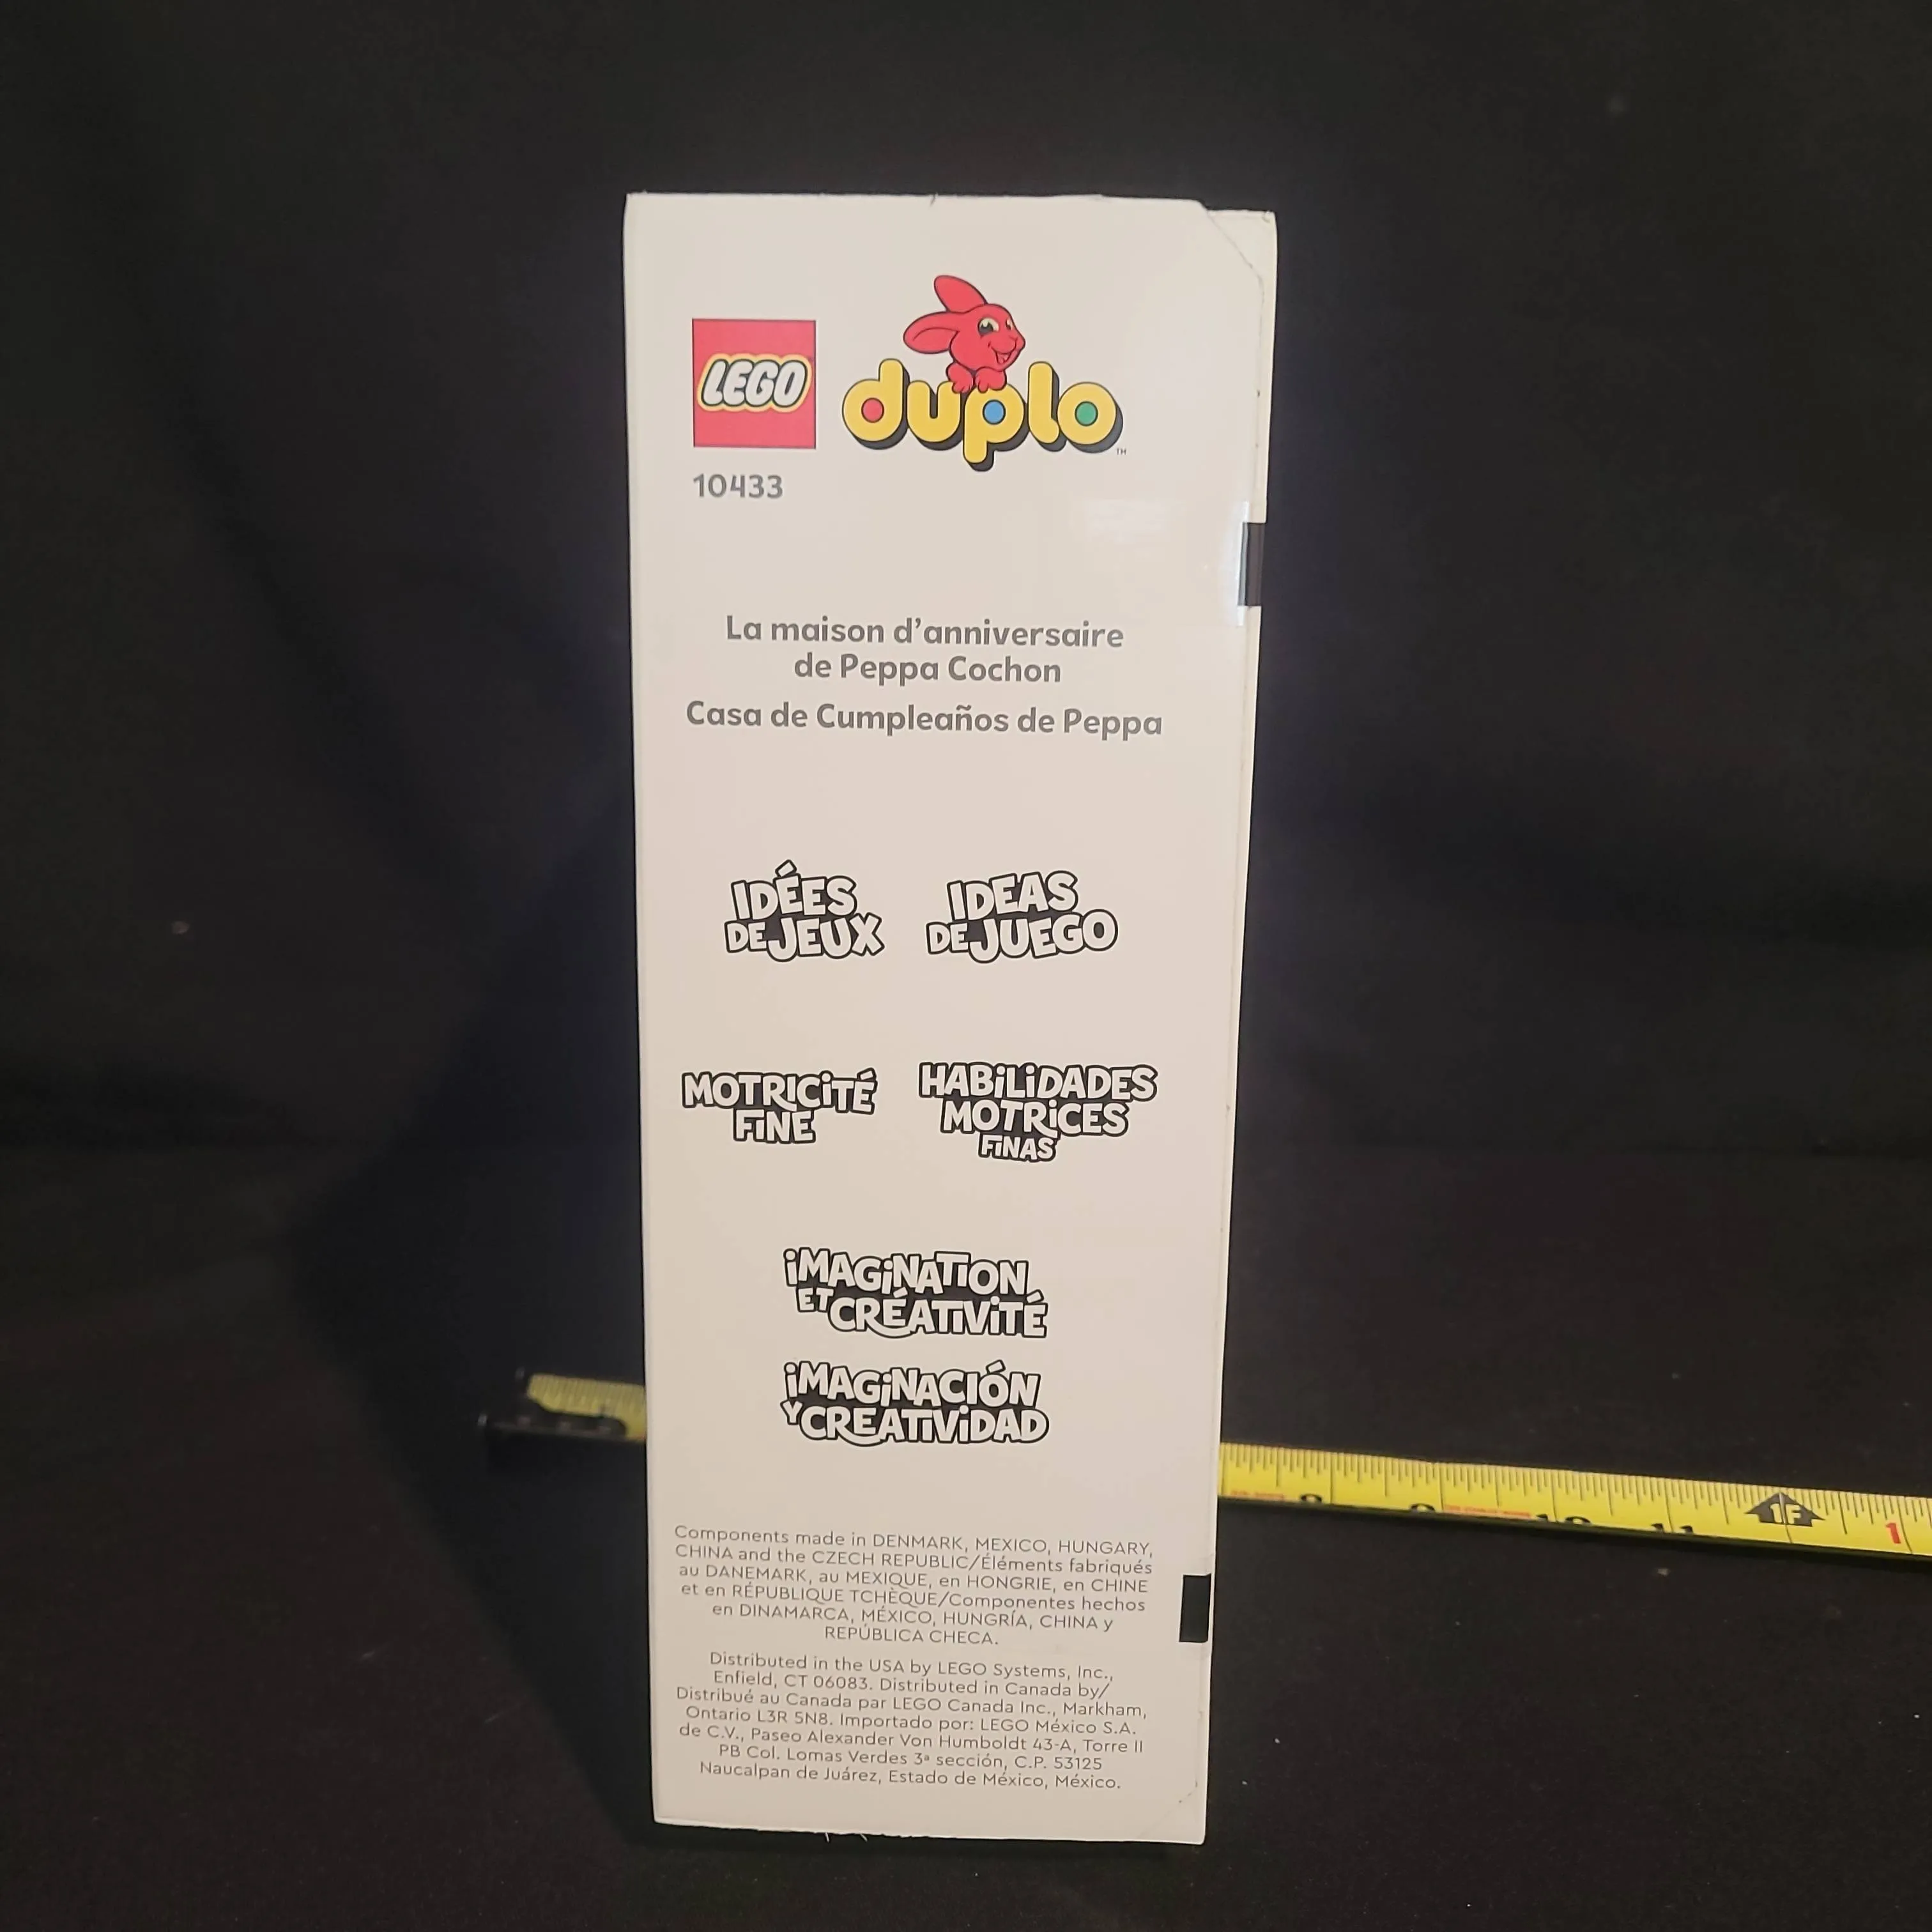 LEGO
duplo
TM
10433
La maison d'anniversaire
de Peppa Cochon
Casa de Cumpleaños de Peppa
IDÉES
DE JEUX
IDEAS
DE JUEGO
MOTRICiTÉ
FiNE
HABiLiDADES
MOTRiCES
FiNAS
iMAGiNATION
ET CRÉATiViTÉ
iMAGiNACIÓN
Y CREATiViDAD
Components made in DENMARK, MEXICO, HUNGARY,
CHINA and the CZECH REPUBLIC/Éléments fabriqués
au DANEMARK, au MEXIQUE, en HONGRIE, en CHINE
et en RÉPUBLIQUE TCHÈQUE/Componentes hechos
en DINAMARCA, MÉXICO, HUNGRÍA, CHINA y
REPÚBLICA CHECA.
Distributed in the USA by LEGO Systems, Inc.,
Enfield, CT 06083. Distributed in Canada by/
Distribué au Canada par LEGO Canada Inc., Markham,
Ontario L3R 5N8. Importado por: LEGO México S.A.
de C.V., Paseo Alexander Von Humboldt 43-A, Torre II
PB Col. Lomas Verdes 3ª sección, C.P. 53125
Naucalpan de Juárez, Estado de México, México.
1F
1